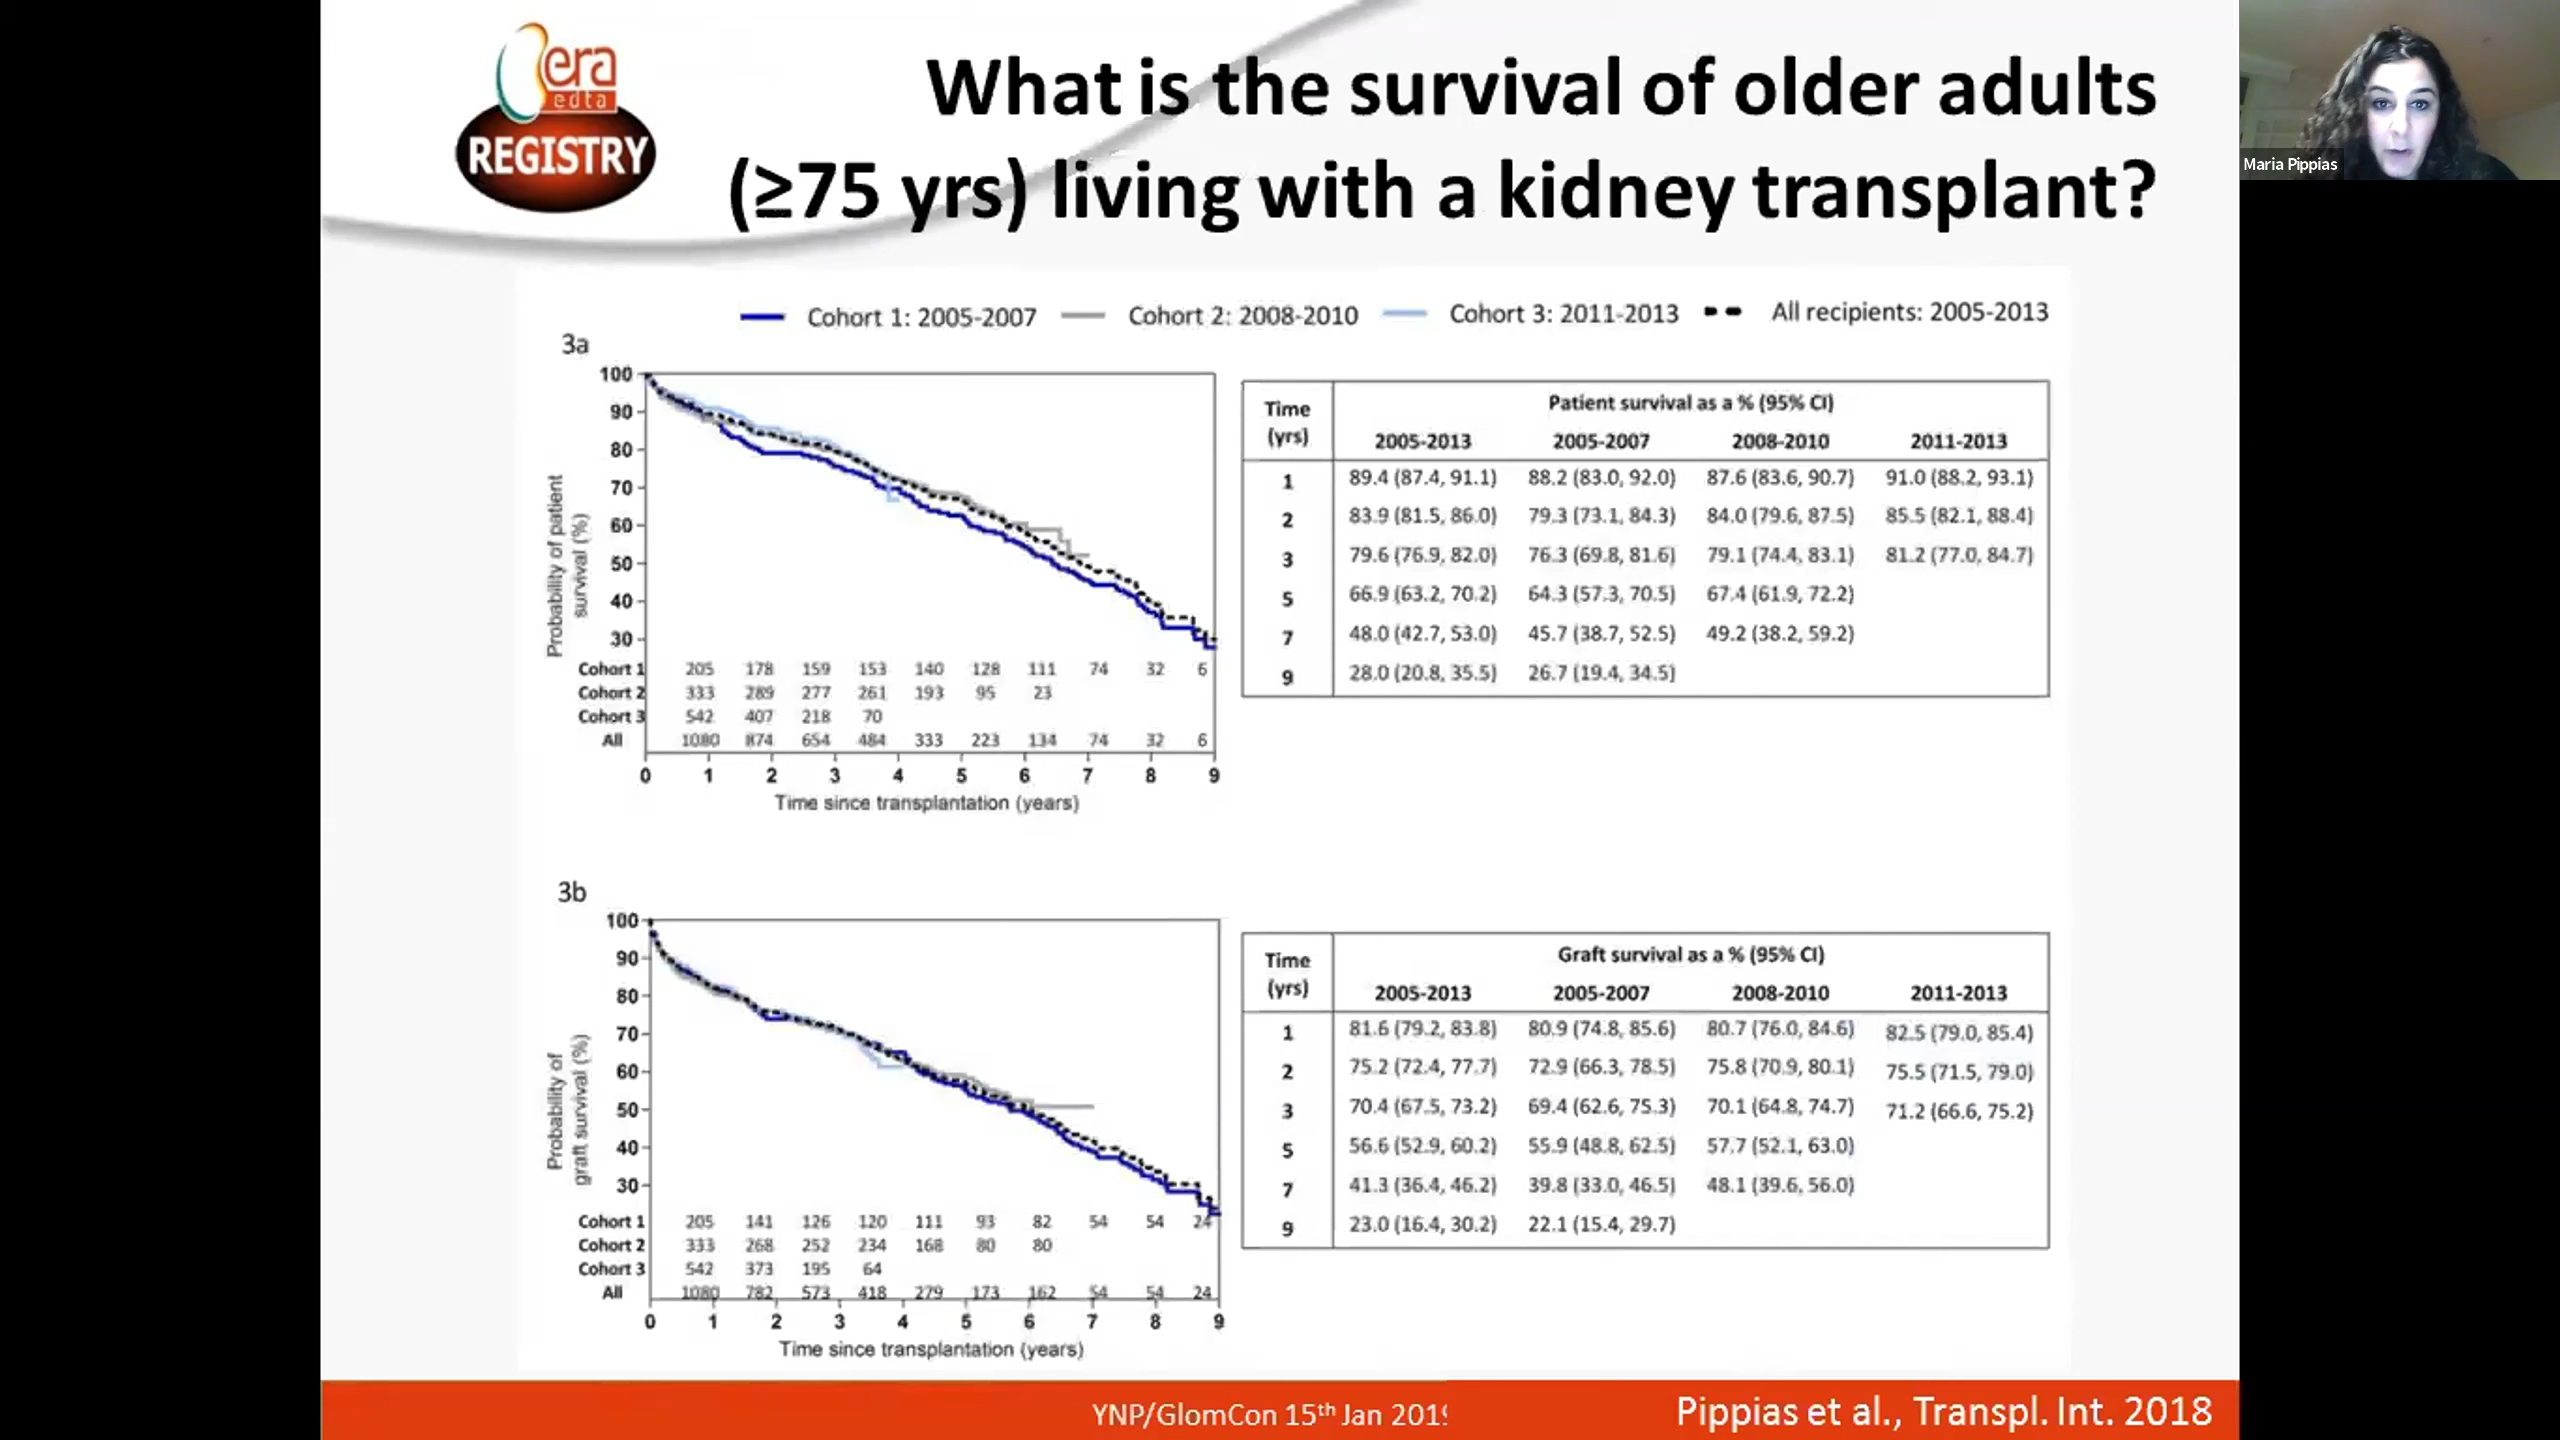 era
edta
REGISTRY
What is the survival of older adults
(≥75 yrs) living with a kidney transplant?
Maria Pippias
Cohort 1: 2005-2007
Cohort 2: 2008-2010
Cohort 3: 2011-2013
All recipients: 2005-2013
3a
Probability of patient
survival (%)
100
90
80
70
60
50
40
30
Cohort 1 205 178 159 153 140 128 111 74 32 6
Cohort 2 333 289 277 261 193 95 23
Cohort 3 542 407 218 70
All 1080 874 654 484 333 223 134 74 32 6
0 1 2 3 4 5 6 7 8 9
Time since transplantation (years)
Time
(yrs)
Patient survival as a % (95% CI)
2005-2013 2005-2007 2008-2010 2011-2013
1 89.4 (87.4, 91.1) 88.2 (83.0, 92.0) 87.6 (83.6, 90.7) 91.0 (88.2, 93.1)
2 83.9 (81.5, 86.0) 79.3 (73.1, 84.3) 84.0 (79.6, 87.5) 85.5 (82.1, 88.4)
3 79.6 (76.9, 82.0) 76.3 (69.8, 81.6) 79.1 (74.4, 83.1) 81.2 (77.0, 84.7)
5 66.9 (63.2, 70.2) 64.3 (57.3, 70.5) 67.4 (61.9, 72.2)
7 48.0 (42.7, 53.0) 45.7 (38.7, 52.5) 49.2 (38.2, 59.2)
9 28.0 (20.8, 35.5) 26.7 (19.4, 34.5)
3b
Probability of
graft survival (%)
100
90
80
70
60
50
40
30
Cohort 1 205 141 126 120 111 93 82 54 54 24
Cohort 2 333 268 252 234 168 80 80
Cohort 3 542 373 195 64
All 1080 782 573 418 279 173 162 54 54 24
0 1 2 3 4 5 6 7 8 9
Time since transplantation (years)
Time
(yrs)
Graft survival as a % (95% CI)
2005-2013 2005-2007 2008-2010 2011-2013
1 81.6 (79.2, 83.8) 80.9 (74.8, 85.6) 80.7 (76.0, 84.6) 82.5 (79.0, 85.4)
2 75.2 (72.4, 77.7) 72.9 (66.3, 78.5) 75.8 (70.9, 80.1) 75.5 (71.5, 79.0)
3 70.4 (67.5, 73.2) 69.4 (62.6, 75.3) 70.1 (64.8, 74.7) 71.2 (66.6, 75.2)
5 56.6 (52.9, 60.2) 55.9 (48.8, 62.5) 57.7 (52.1, 63.0)
7 41.3 (36.4, 46.2) 39.8 (33.0, 46.5) 48.1 (39.6, 56.0)
9 23.0 (16.4, 30.2) 22.1 (15.4, 29.7)
YNP/GlomCon 15th Jan 2019
Pippias et al., Transpl. Int. 2018